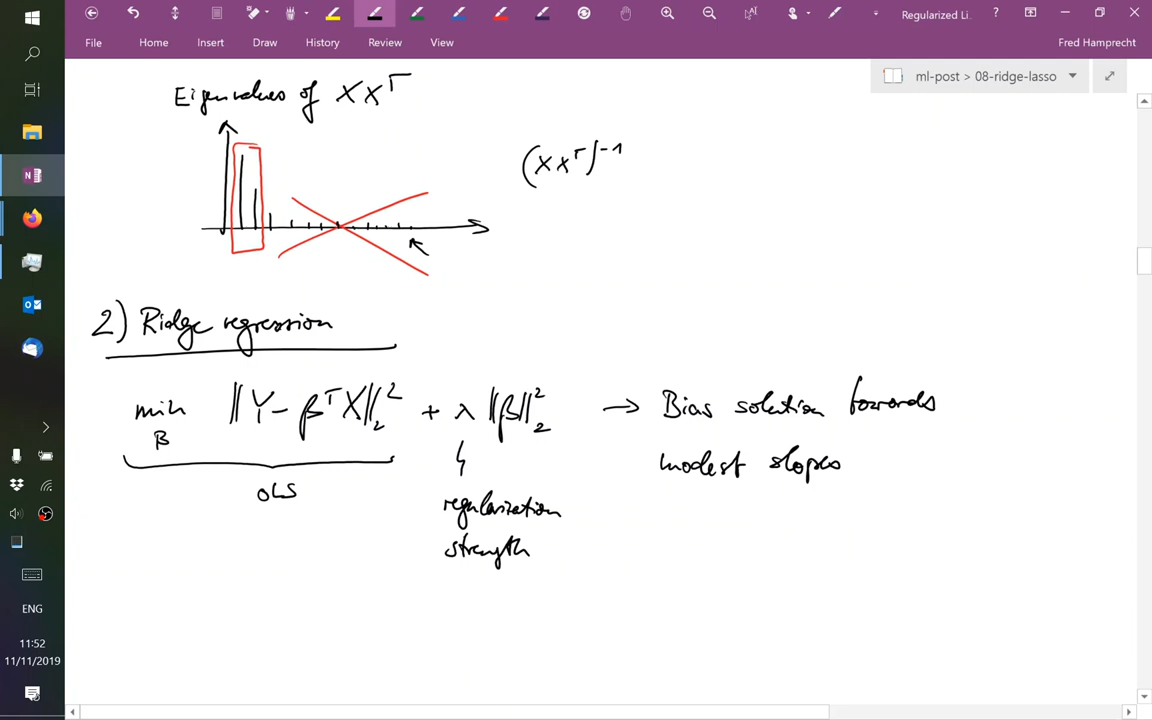 Regularized Li...
File Home Insert Draw History Review View Fred Hamprecht
ml-post > 08-ridge-lasso
Eigenvalues of XXᵀ
(XXᵀ)⁻¹
2) Ridge regression
min ‖Y - βᵀX‖₂² + λ ‖β‖₂² → Bias solution towards
β
modest slopes
OLS
regularization
strength
ENG
11:52
11/11/2019